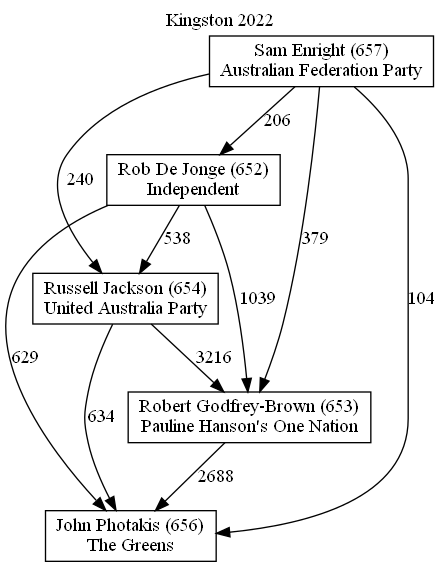 Kingston 2022
Sam Enright (657)
Australian Federation Party
206
Rob De Jonge (652)
Independent
240
538
379
104
Russell Jackson (654)
United Australia Party
1039
629
3216
Robert Godfrey-Brown (653)
Pauline Hanson's One Nation
634
2688
John Photakis (656)
The Greens